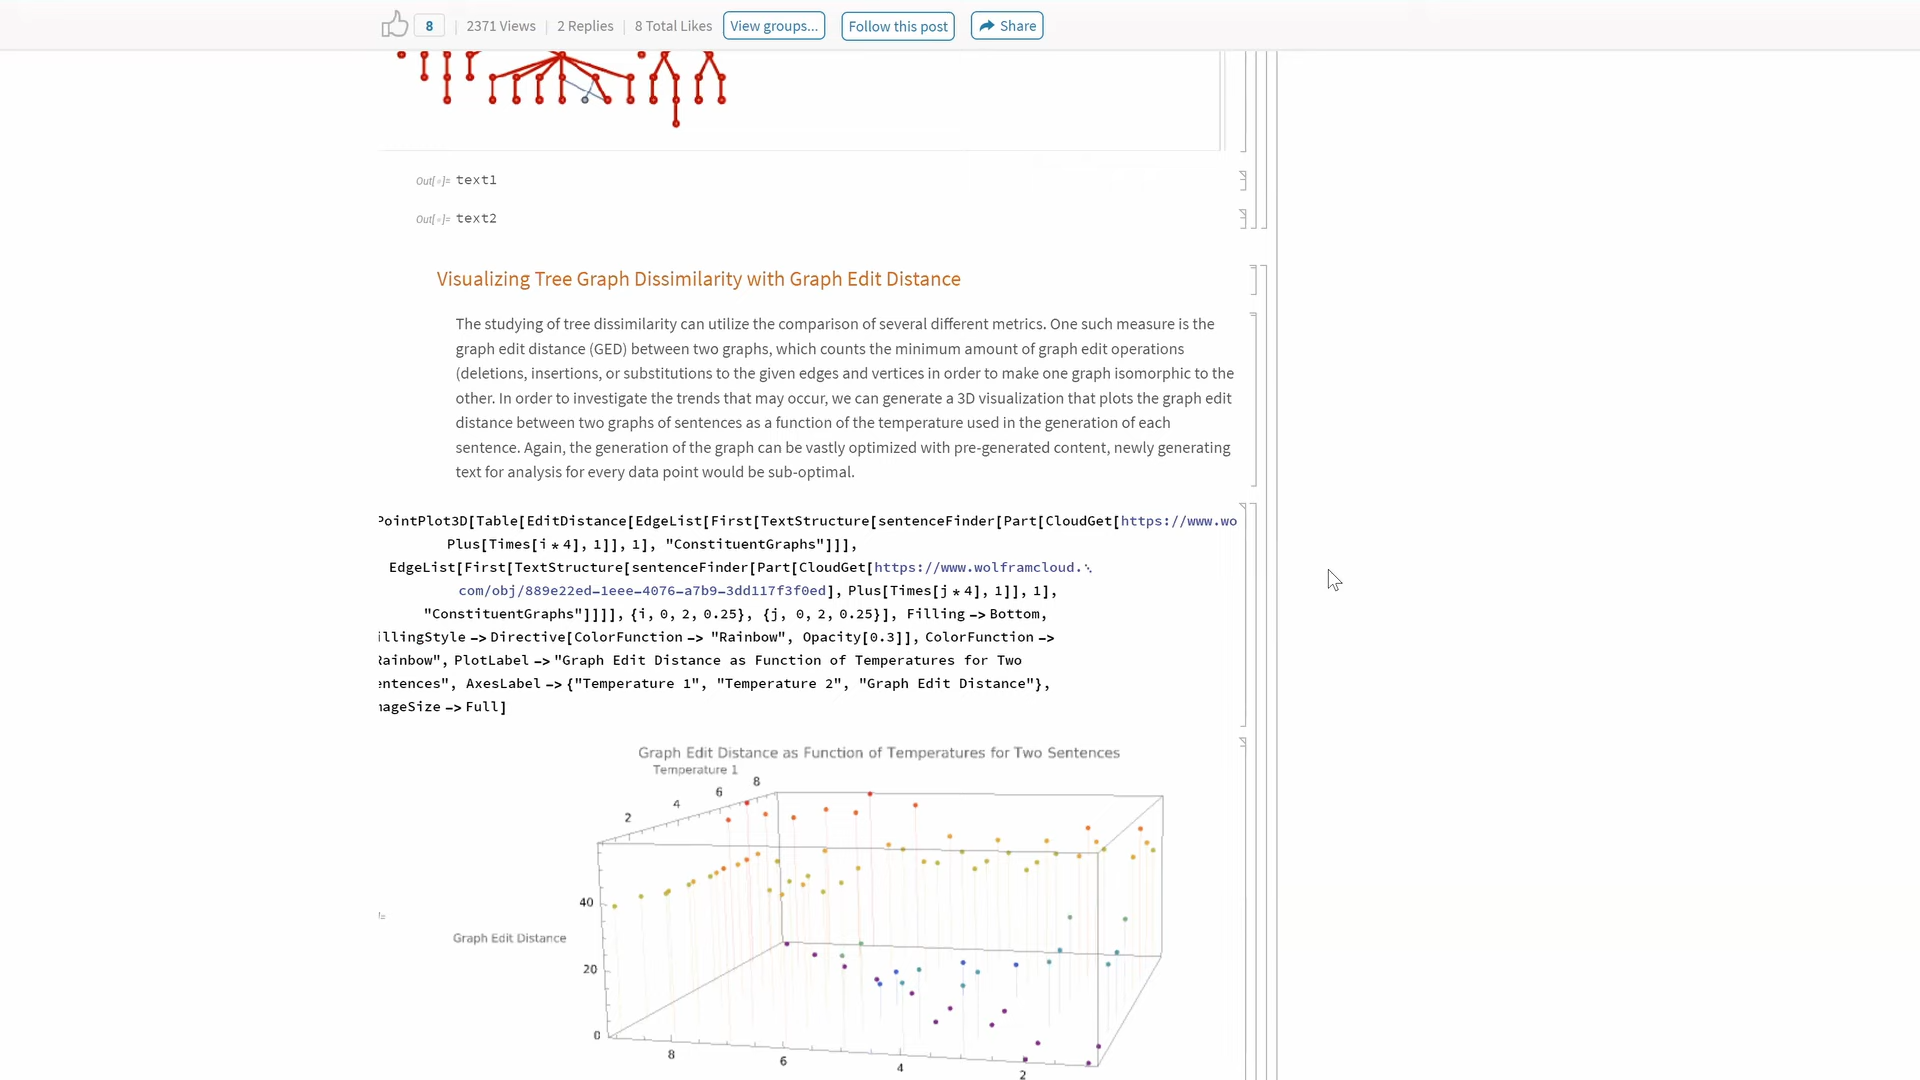 8 | 2371 Views | 2 Replies | 8 Total Likes View groups... Follow this post Share
Out[∘]= text1
Out[∘]= text2
Visualizing Tree Graph Dissimilarity with Graph Edit Distance
The studying of tree dissimilarity can utilize the comparison of several different metrics. One such measure is the
graph edit distance (GED) between two graphs, which counts the minimum amount of graph edit operations
(deletions, insertions, or substitutions to the given edges and vertices in order to make one graph isomorphic to the
other. In order to investigate the trends that may occur, we can generate a 3D visualization that plots the graph edit
distance between two graphs of sentences as a function of the temperature used in the generation of each
sentence. Again, the generation of the graph can be vastly optimized with pre-generated content, newly generating
text for analysis for every data point would be sub-optimal.
PointPlot3D[Table[EditDistance[EdgeList[First[TextStructure[sentenceFinder[Part[CloudGet[https://www.wo
Plus[Times[i * 4], 1]], 1], "ConstituentGraphs"]]],
EdgeList[First[TextStructure[sentenceFinder[Part[CloudGet[https://www.wolframcloud.⋱
com/obj/889e22ed-1eee-4076-a7b9-3dd117f3f0ed], Plus[Times[j * 4], 1]], 1],
"ConstituentGraphs"]]]], {i, 0, 2, 0.25}, {j, 0, 2, 0.25}], Filling -> Bottom,
illingStyle -> Directive[ColorFunction -> "Rainbow", Opacity[0.3]], ColorFunction ->
Rainbow", PlotLabel -> "Graph Edit Distance as Function of Temperatures for Two
entences", AxesLabel -> {"Temperature 1", "Temperature 2", "Graph Edit Distance"},
mageSize -> Full]
Graph Edit Distance as Function of Temperatures for Two Sentences
Temperature 1
8
6
4
2
40
]=
Graph Edit Distance
20
0
8
6
4
2